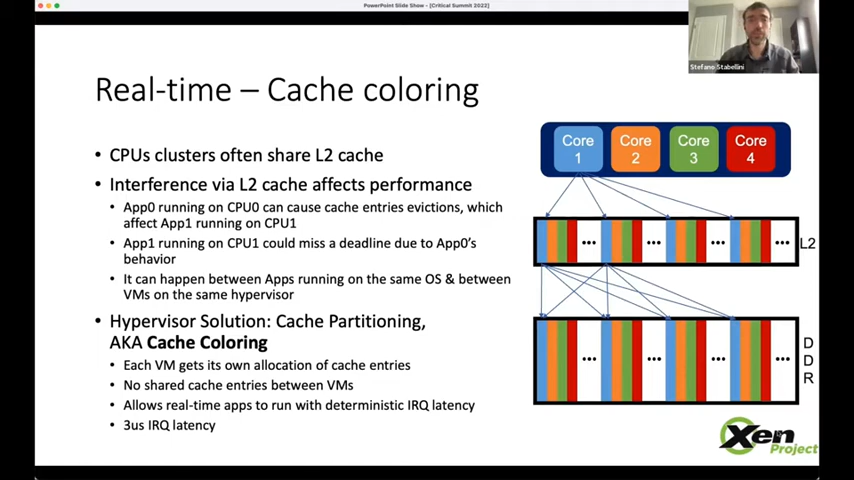 PowerPoint Slide Show - [Critical Summit 2022]
Stefano Stabellini
Real-time – Cache coloring
• CPUs clusters often share L2 cache
• Interference via L2 cache affects performance
• App0 running on CPU0 can cause cache entries evictions, which
affect App1 running on CPU1
• App1 running on CPU1 could miss a deadline due to App0's
behavior
• It can happen between Apps running on the same OS & between
VMs on the same hypervisor
• Hypervisor Solution: Cache Partitioning,
AKA Cache Coloring
• Each VM gets its own allocation of cache entries
• No shared cache entries between VMs
• Allows real-time apps to run with deterministic IRQ latency
• 3us IRQ latency
Core
1
Core
2
Core
3
Core
4
••• ••• ••• •••
L2
••• ••• ••• •••
D
D
R
Xen
Project